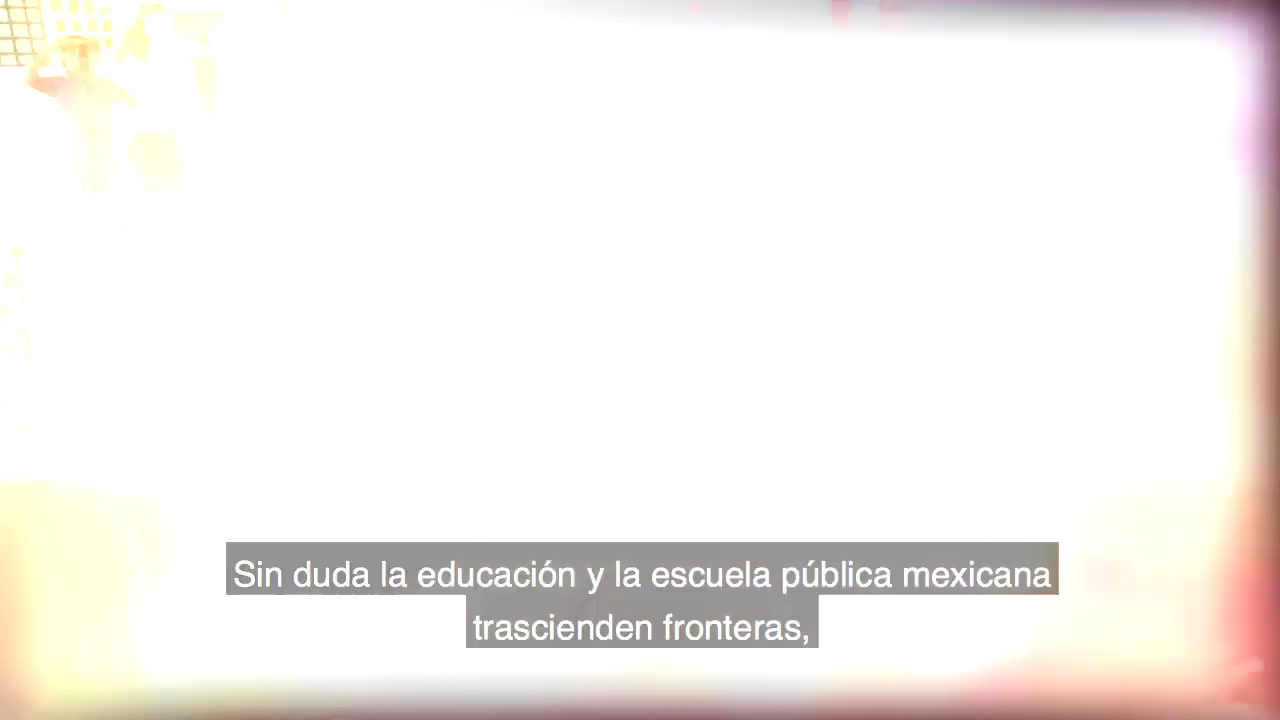 Sin duda la educación y la escuela pública mexicana
trascienden fronteras,